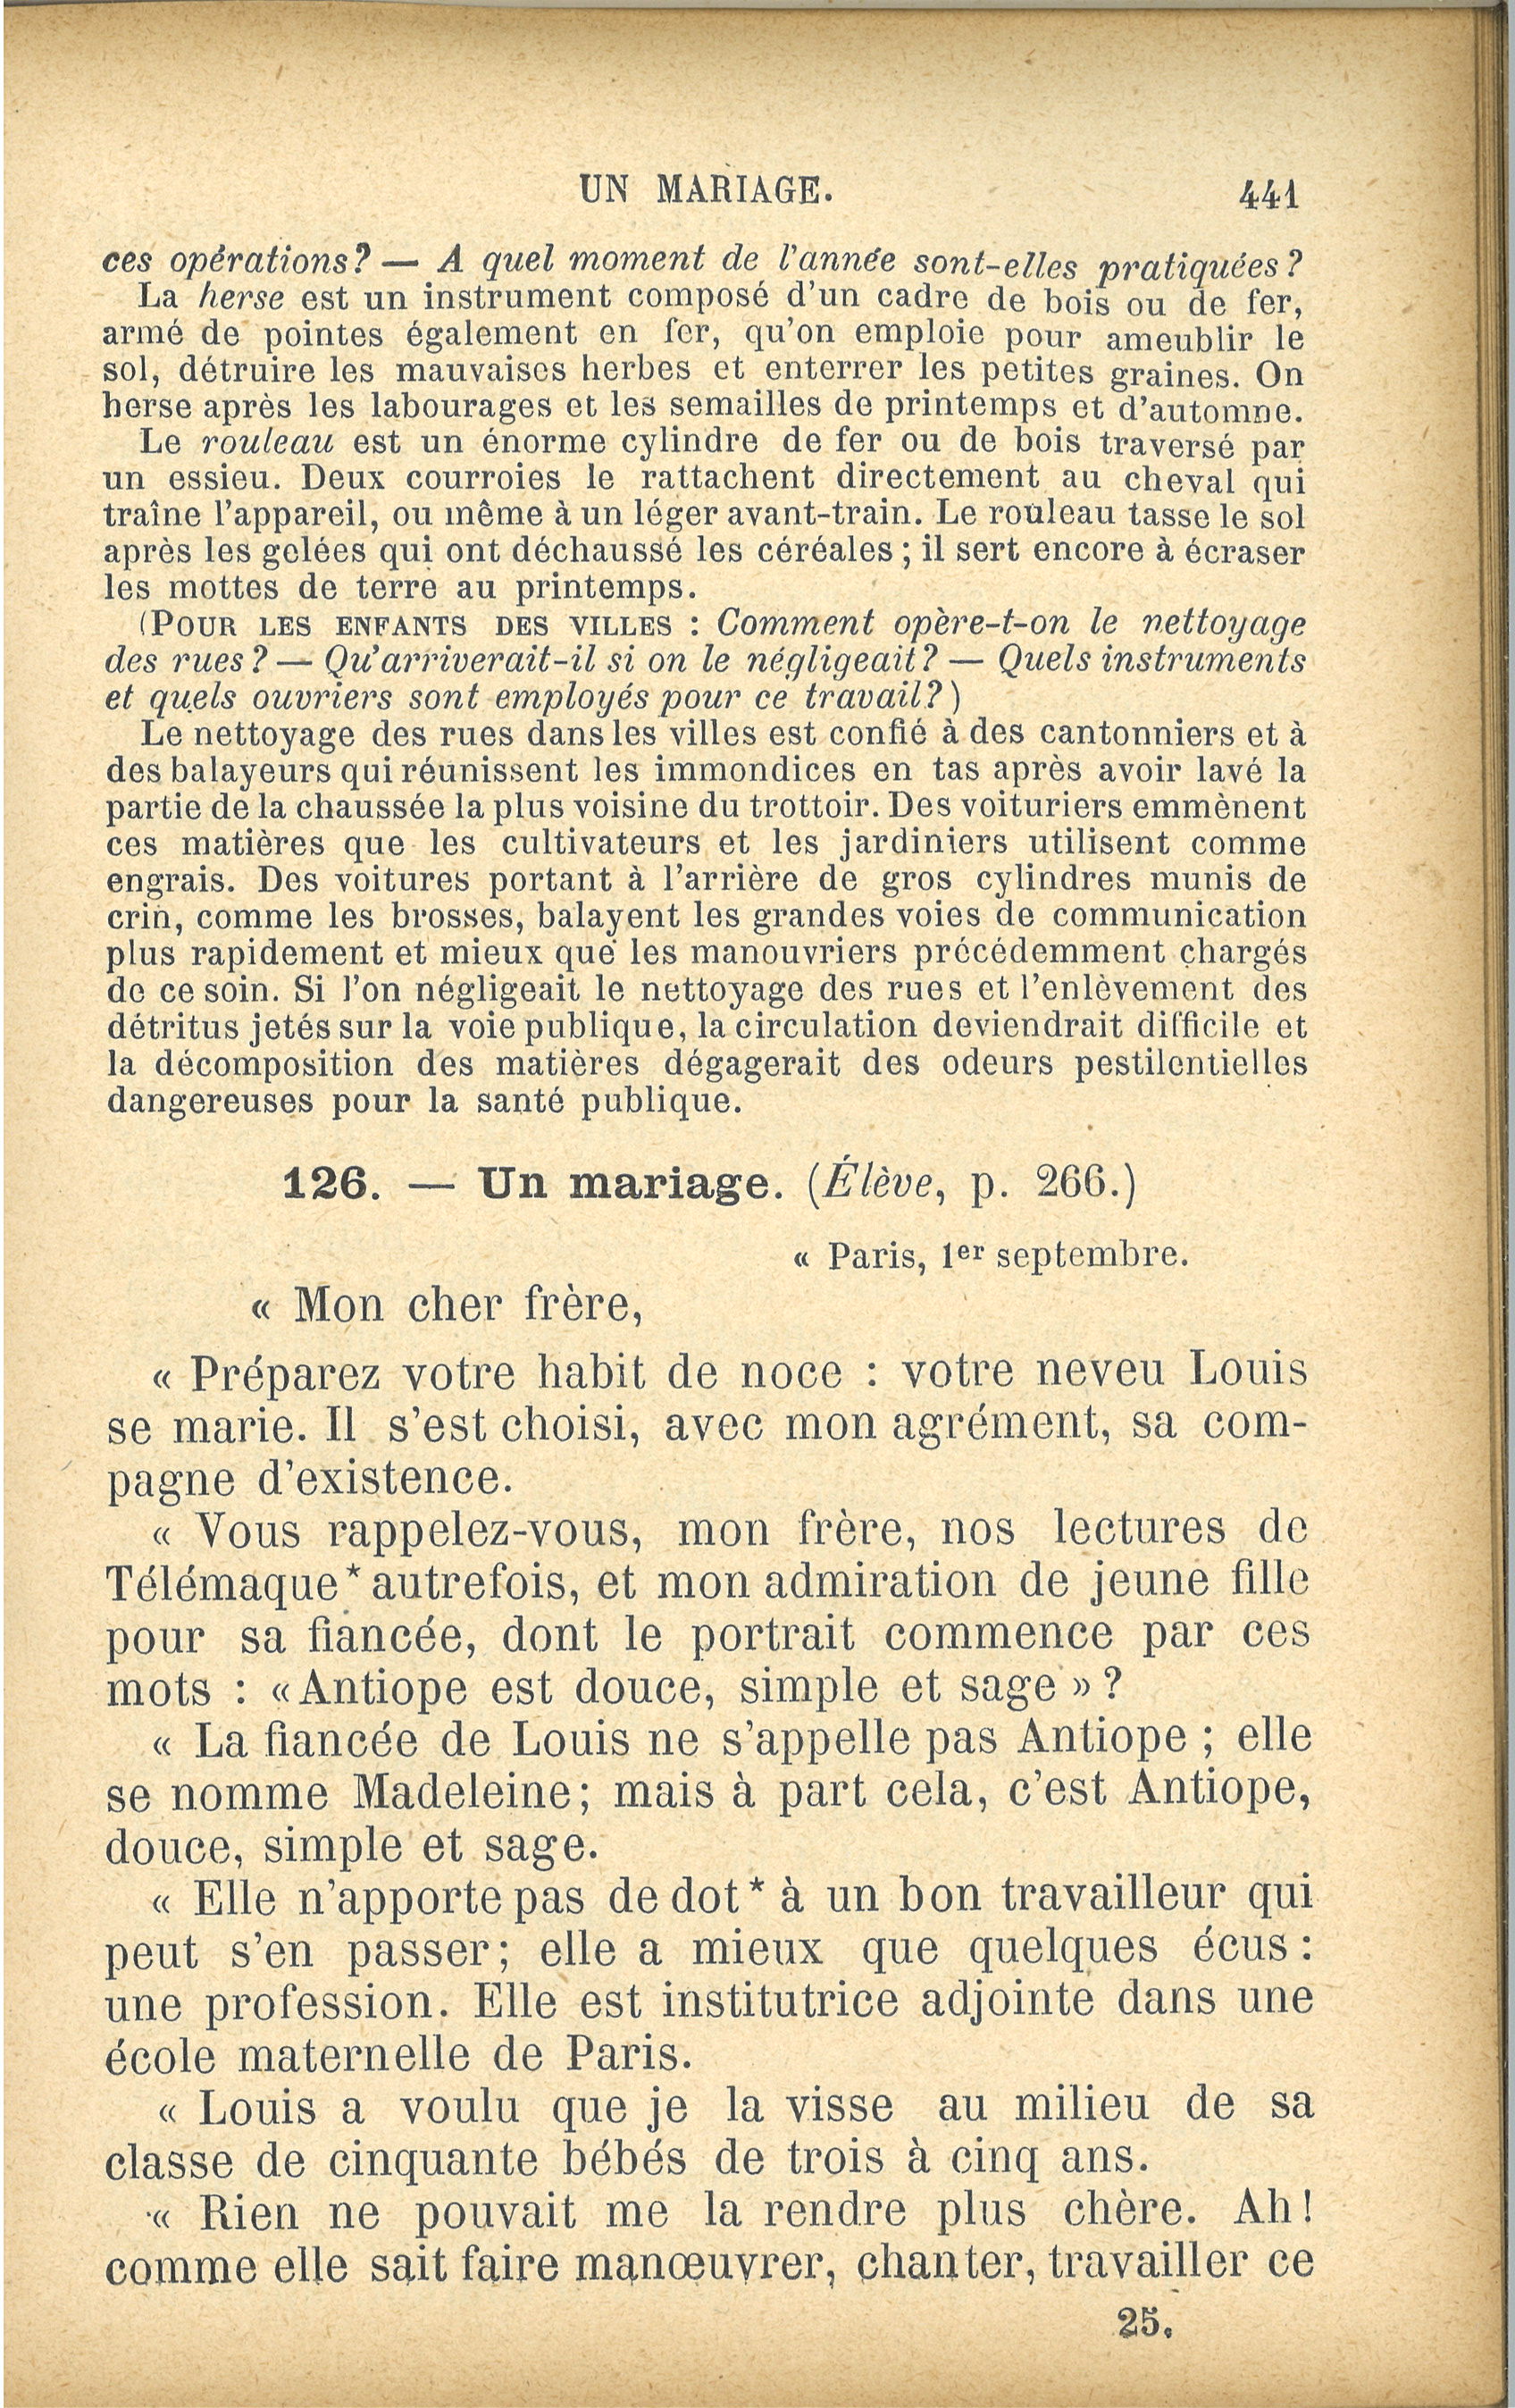 UN MARIAGE. 441
ces opérations? — A quel moment de l'année sont-elles pratiquées?
La herse est un instrument composé d'un cadre de bois ou de fer,
armé de pointes également en fer, qu'on emploie pour ameublir le
sol, détruire les mauvaises herbes et enterrer les petites graines. On
herse après les labourages et les semailles de printemps et d'automne.
Le rouleau est un énorme cylindre de fer ou de bois traversé par
un essieu. Deux courroies le rattachent directement au cheval qui
traîne l'appareil, ou même à un léger avant-train. Le rouleau tasse le sol
après les gelées qui ont déchaussé les céréales; il sert encore à écraser
les mottes de terre au printemps.
(POUR LES ENFANTS DES VILLES : Comment opère-t-on le nettoyage
des rues? — Qu'arriverait-il si on le négligeait? — Quels instruments
et quels ouvriers sont employés pour ce travail?)
Le nettoyage des rues dans les villes est confié à des cantonniers et à
des balayeurs qui réunissent les immondices en tas après avoir lavé la
partie de la chaussée la plus voisine du trottoir. Des voituriers emmènent
ces matières que les cultivateurs et les jardiniers utilisent comme
engrais. Des voitures portant à l'arrière de gros cylindres munis de
crin, comme les brosses, balayent les grandes voies de communication
plus rapidement et mieux que les manouvriers précédemment chargés
de ce soin. Si l'on négligeait le nettoyage des rues et l'enlèvement des
détritus jetés sur la voie publique, la circulation deviendrait difficile et
la décomposition des matières dégagerait des odeurs pestilentielles
dangereuses pour la santé publique.
126. — Un mariage. (Élève, p. 266.)
« Paris, 1er septembre.
« Mon cher frère,
« Préparez votre habit de noce : votre neveu Louis
se marie. Il s'est choisi, avec mon agrément, sa com-
pagne d'existence.
« Vous rappelez-vous, mon frère, nos lectures de
Télémaque* autrefois, et mon admiration de jeune fille
pour sa fiancée, dont le portrait commence par ces
mots : « Antiope est douce, simple et sage »?
« La fiancée de Louis ne s'appelle pas Antiope; elle
se nomme Madeleine; mais à part cela, c'est Antiope,
douce, simple et sage.
« Elle n'apporte pas de dot* à un bon travailleur qui
peut s'en passer; elle a mieux que quelques écus :
une profession. Elle est institutrice adjointe dans une
école maternelle de Paris.
« Louis a voulu que je la visse au milieu de sa
classe de cinquante bébés de trois à cinq ans.
« Rien ne pouvait me la rendre plus chère. Ah!
comme elle sait faire manœuvrer, chanter, travailler ce
25.